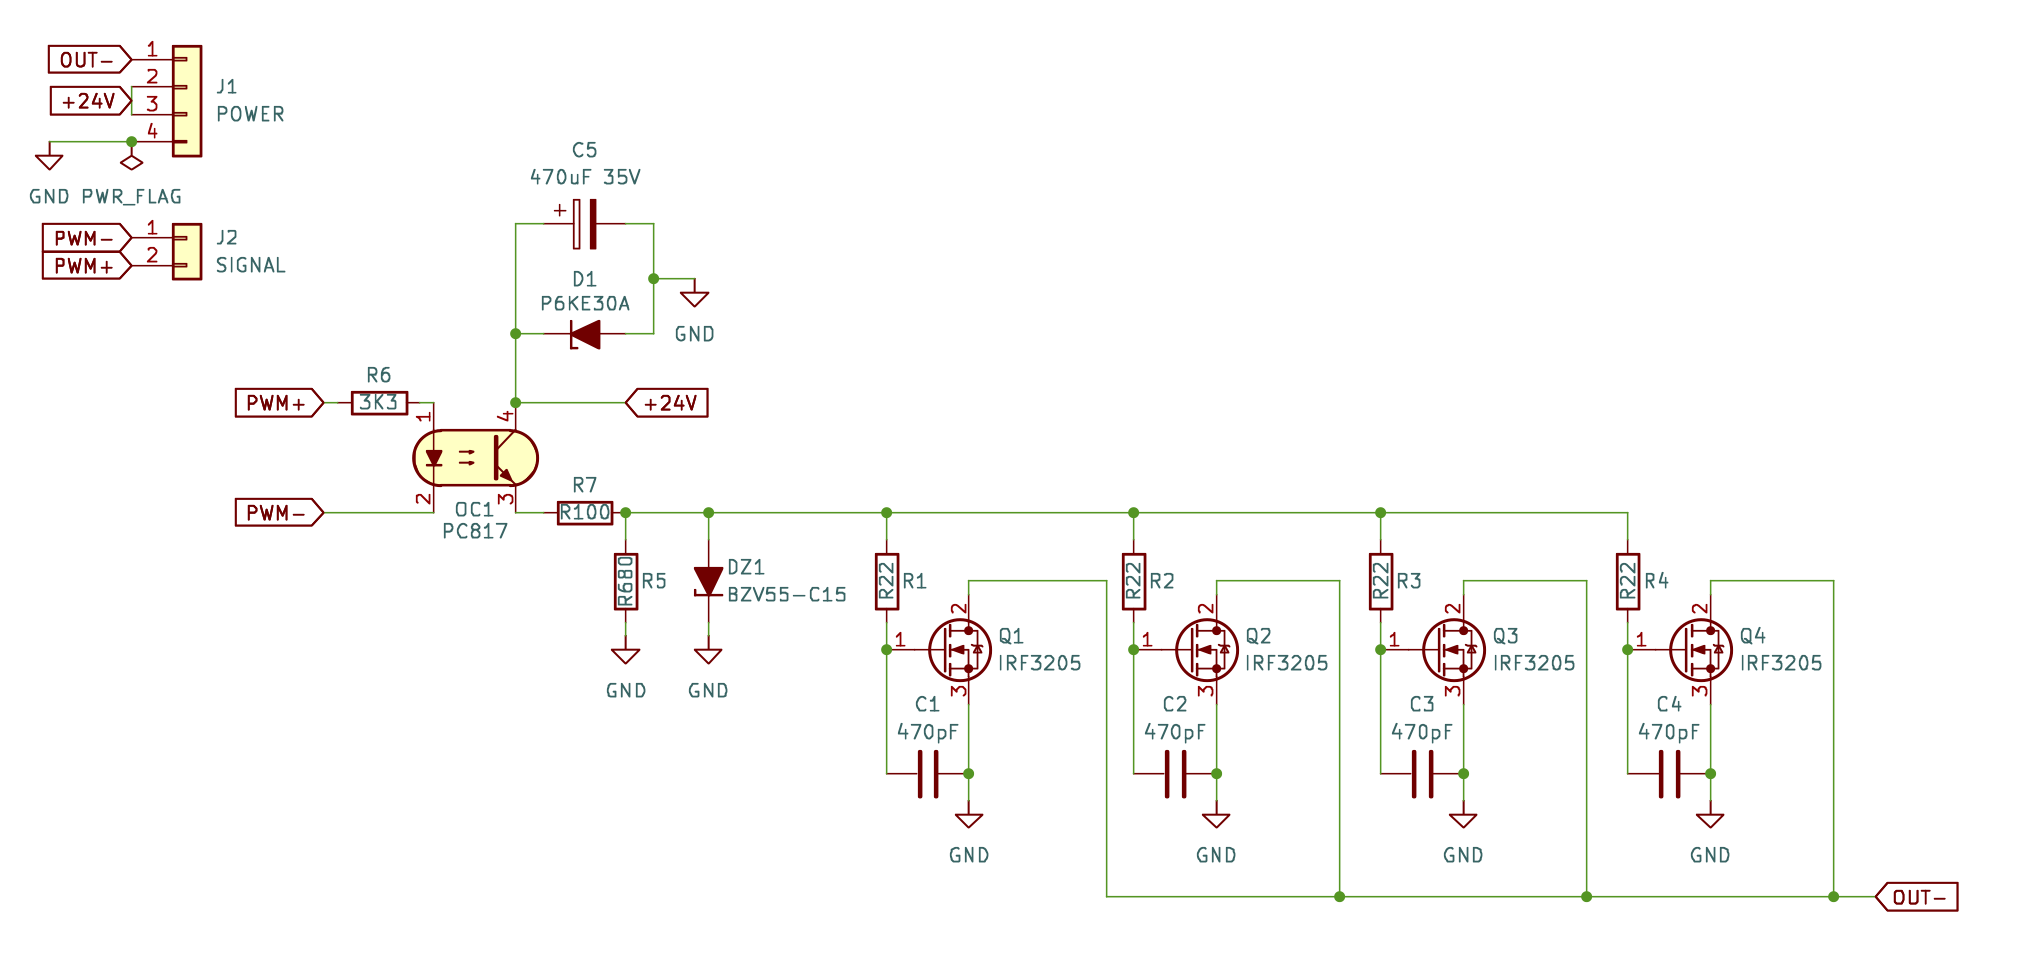 OUT-
1
2
+24V
3
4
J1
POWER
GND
PWR_FLAG
PWM-
1
PWM+
2
J2
SIGNAL
C5
470uF 35V
+
D1
P6KE30A
GND
PWM+
R6
3K3
1
4
+24V
PWM-
2
3
OC1
PC817
R7
R100
R680
R5
GND
DZ1
BZV55-C15
GND
R22
R1
1
2
3
Q1
IRF3205
C1
470pF
GND
R22
R2
1
2
3
Q2
IRF3205
C2
470pF
GND
R22
R3
1
2
3
Q3
IRF3205
C3
470pF
GND
R22
R4
1
2
3
Q4
IRF3205
C4
470pF
GND
OUT-